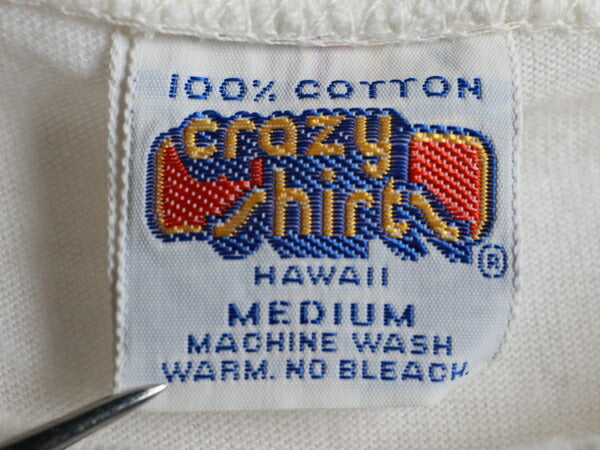 100% COTTON
crazy
shirts
®
HAWAII
MEDIUM
MACHINE WASH
WARM. NO BLEACH